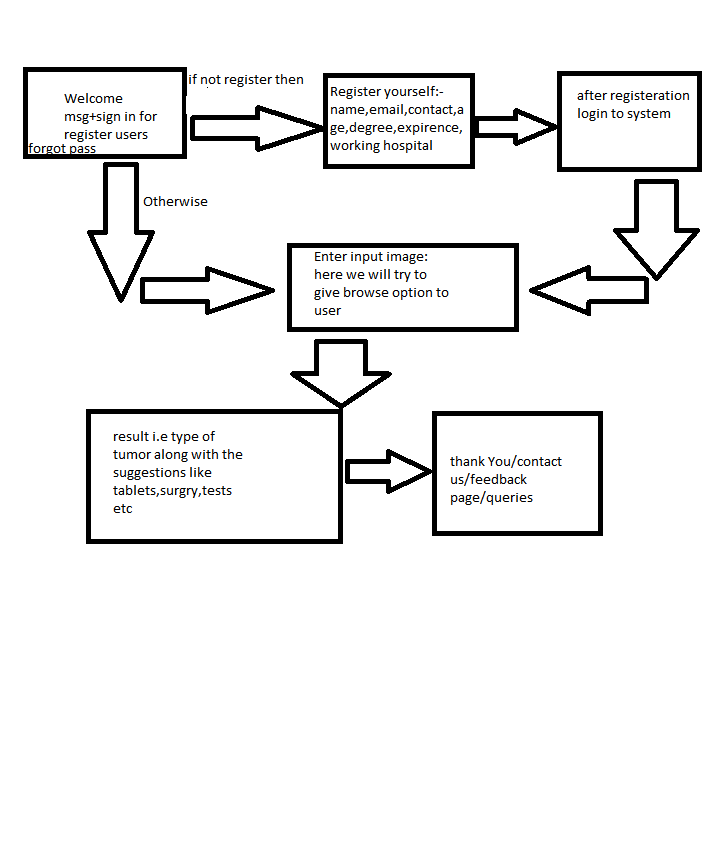 if not register then
Welcome
msg+sign in for
register users
forgot pass
Register yourself:-
name,email,contact,a
ge,degree,expirence,
working hospital
after registeration
login to system
Otherwise
Enter input image:
here we will try to
give browse option to
user
result i.e type of
tumor along with the
suggestions like
tablets,surgry,tests
etc
thank You/contact
us/feedback
page/queries